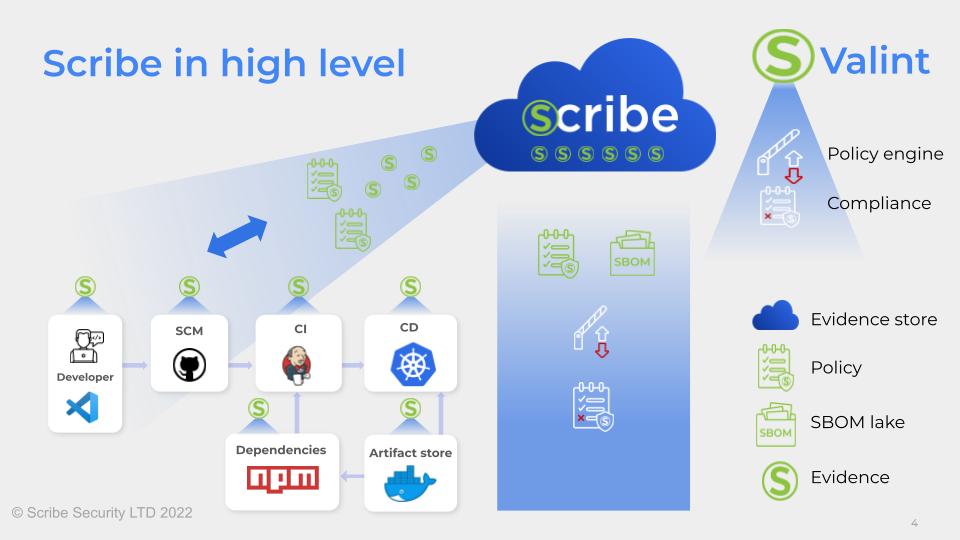 Scribe in high level
Scribe
S S S S S S
S Valint
Policy engine
Compliance
S
S
S S S S
S S S S
SBOM
Developer
SCM
CI
CD
S S
Dependencies
npm
Artifact store
Evidence store
Policy
SBOM lake
SBOM
Evidence
S
© Scribe Security LTD 2022
4